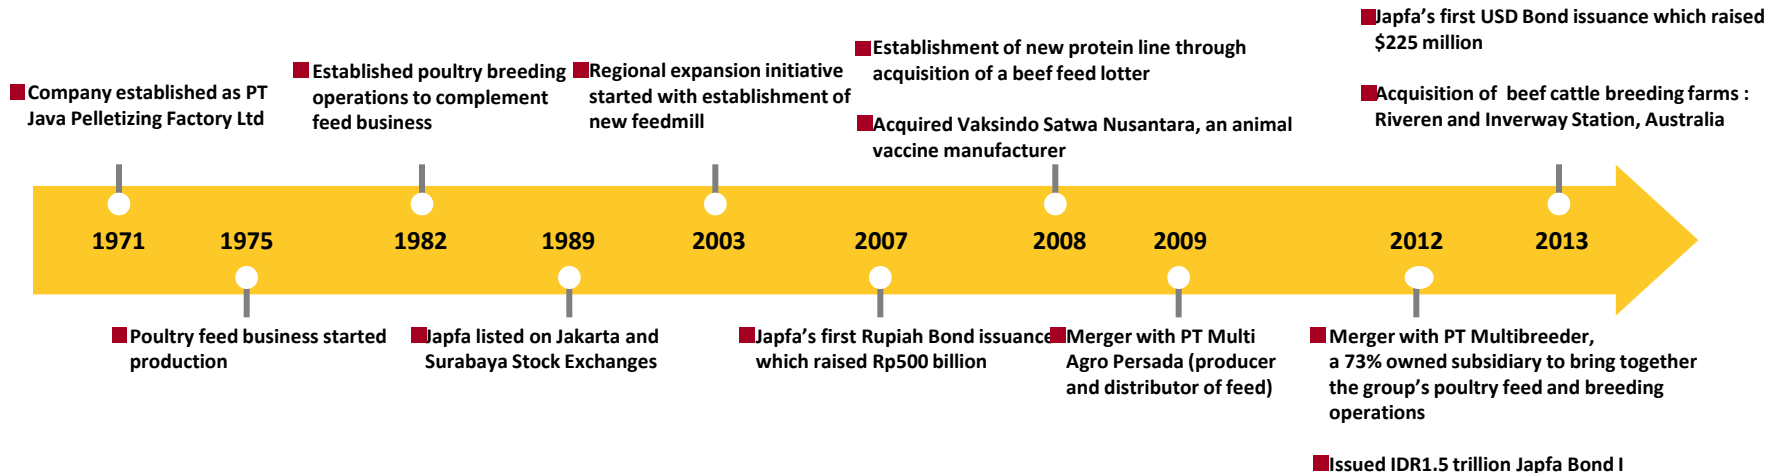 Company established as PT
Java Pelletizing Factory Ltd
Established poultry breeding
operations to complement
feed business
Regional expansion initiative
started with establishment of
new feedmill
Establishment of new protein line through
acquisition of a beef feed lotter
Acquired Vaksindo Satwa Nusantara, an animal
vaccine manufacturer
Japfa's first USD Bond issuance which raised
$225 million
Acquisition of beef cattle breeding farms :
Riveren and Inverway Station, Australia
1971
1975
1982
1989
2003
2007
2008
2009
2012
2013
Poultry feed business started
production
Japfa listed on Jakarta and
Surabaya Stock Exchanges
Japfa's first Rupiah Bond issuance
which raised Rp500 billion
Merger with PT Multi
Agro Persada (producer
and distributor of feed)
Merger with PT Multibreeder,
a 73% owned subsidiary to bring together
the group's poultry feed and breeding
operations
Issued IDR1.5 trillion Japfa Bond I